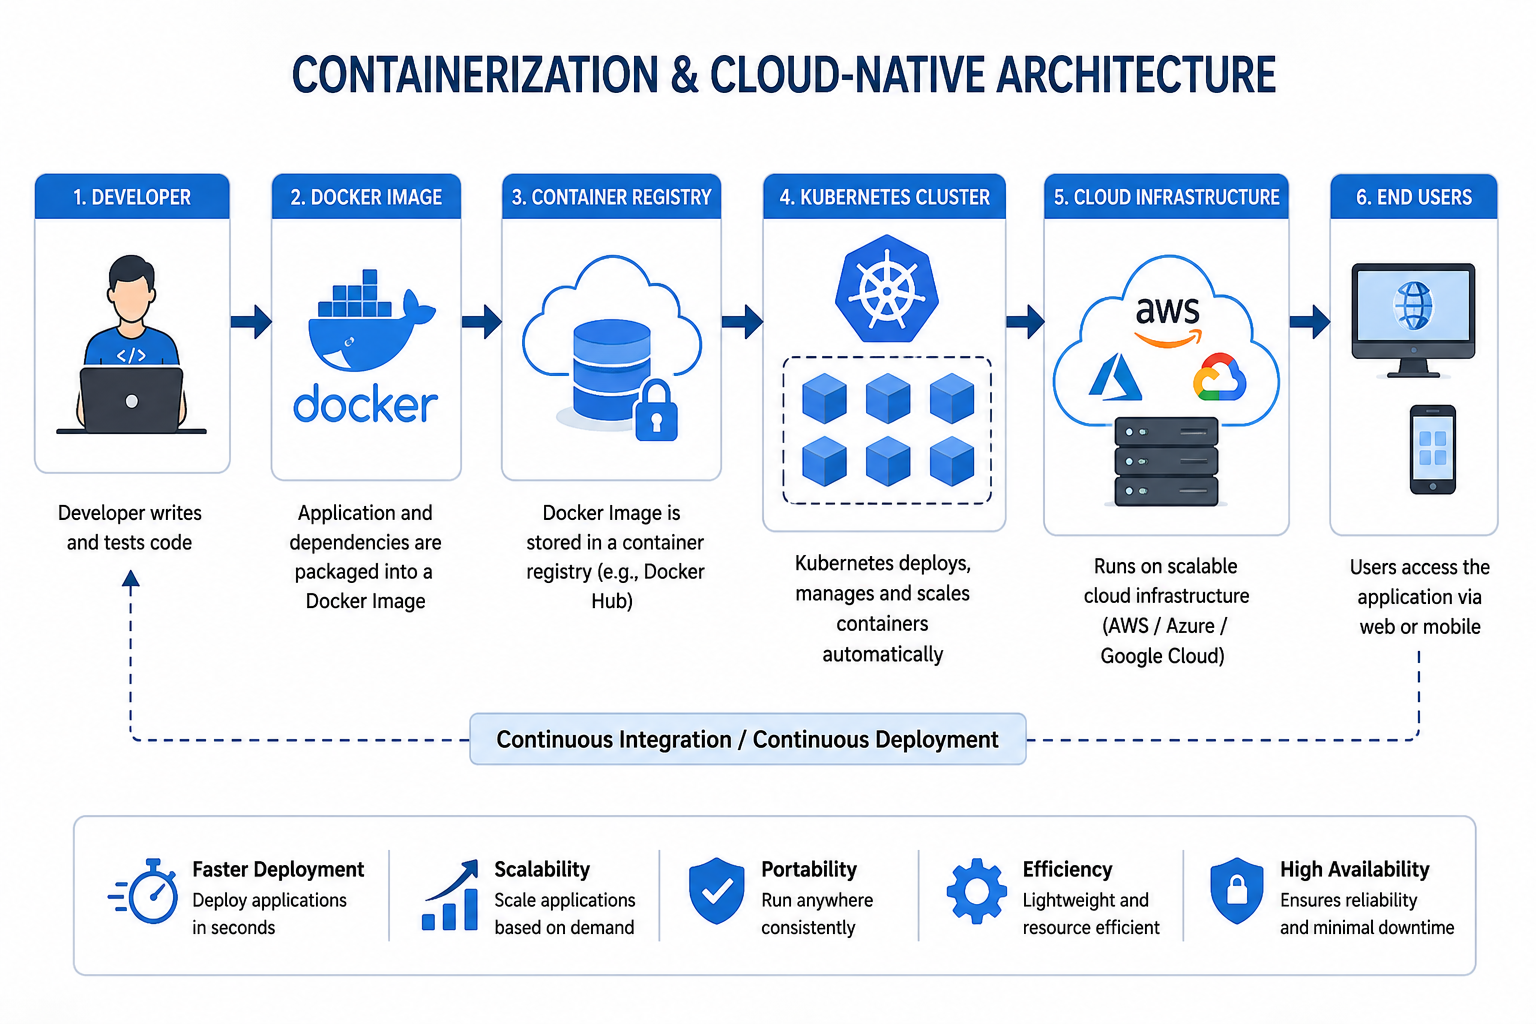 CONTAINERIZATION & CLOUD-NATIVE ARCHITECTURE
1. DEVELOPER
2. DOCKER IMAGE
3. CONTAINER REGISTRY
4. KUBERNETES CLUSTER
5. CLOUD INFRASTRUCTURE
6. END USERS
</>
docker
aws
Developer writes
and tests code
Application and
dependencies are
packaged into a
Docker Image
Docker Image is
stored in a container
registry (e.g., Docker
Hub)
Kubernetes deploys,
manages and scales
containers
automatically
Runs on scalable
cloud infrastructure
(AWS / Azure /
Google Cloud)
Users access the
application via
web or mobile
Continuous Integration / Continuous Deployment
Faster Deployment
Deploy applications
in seconds
Scalability
Scale applications
based on demand
Portability
Run anywhere
consistently
Efficiency
Lightweight and
resource efficient
High Availability
Ensures reliability
and minimal downtime